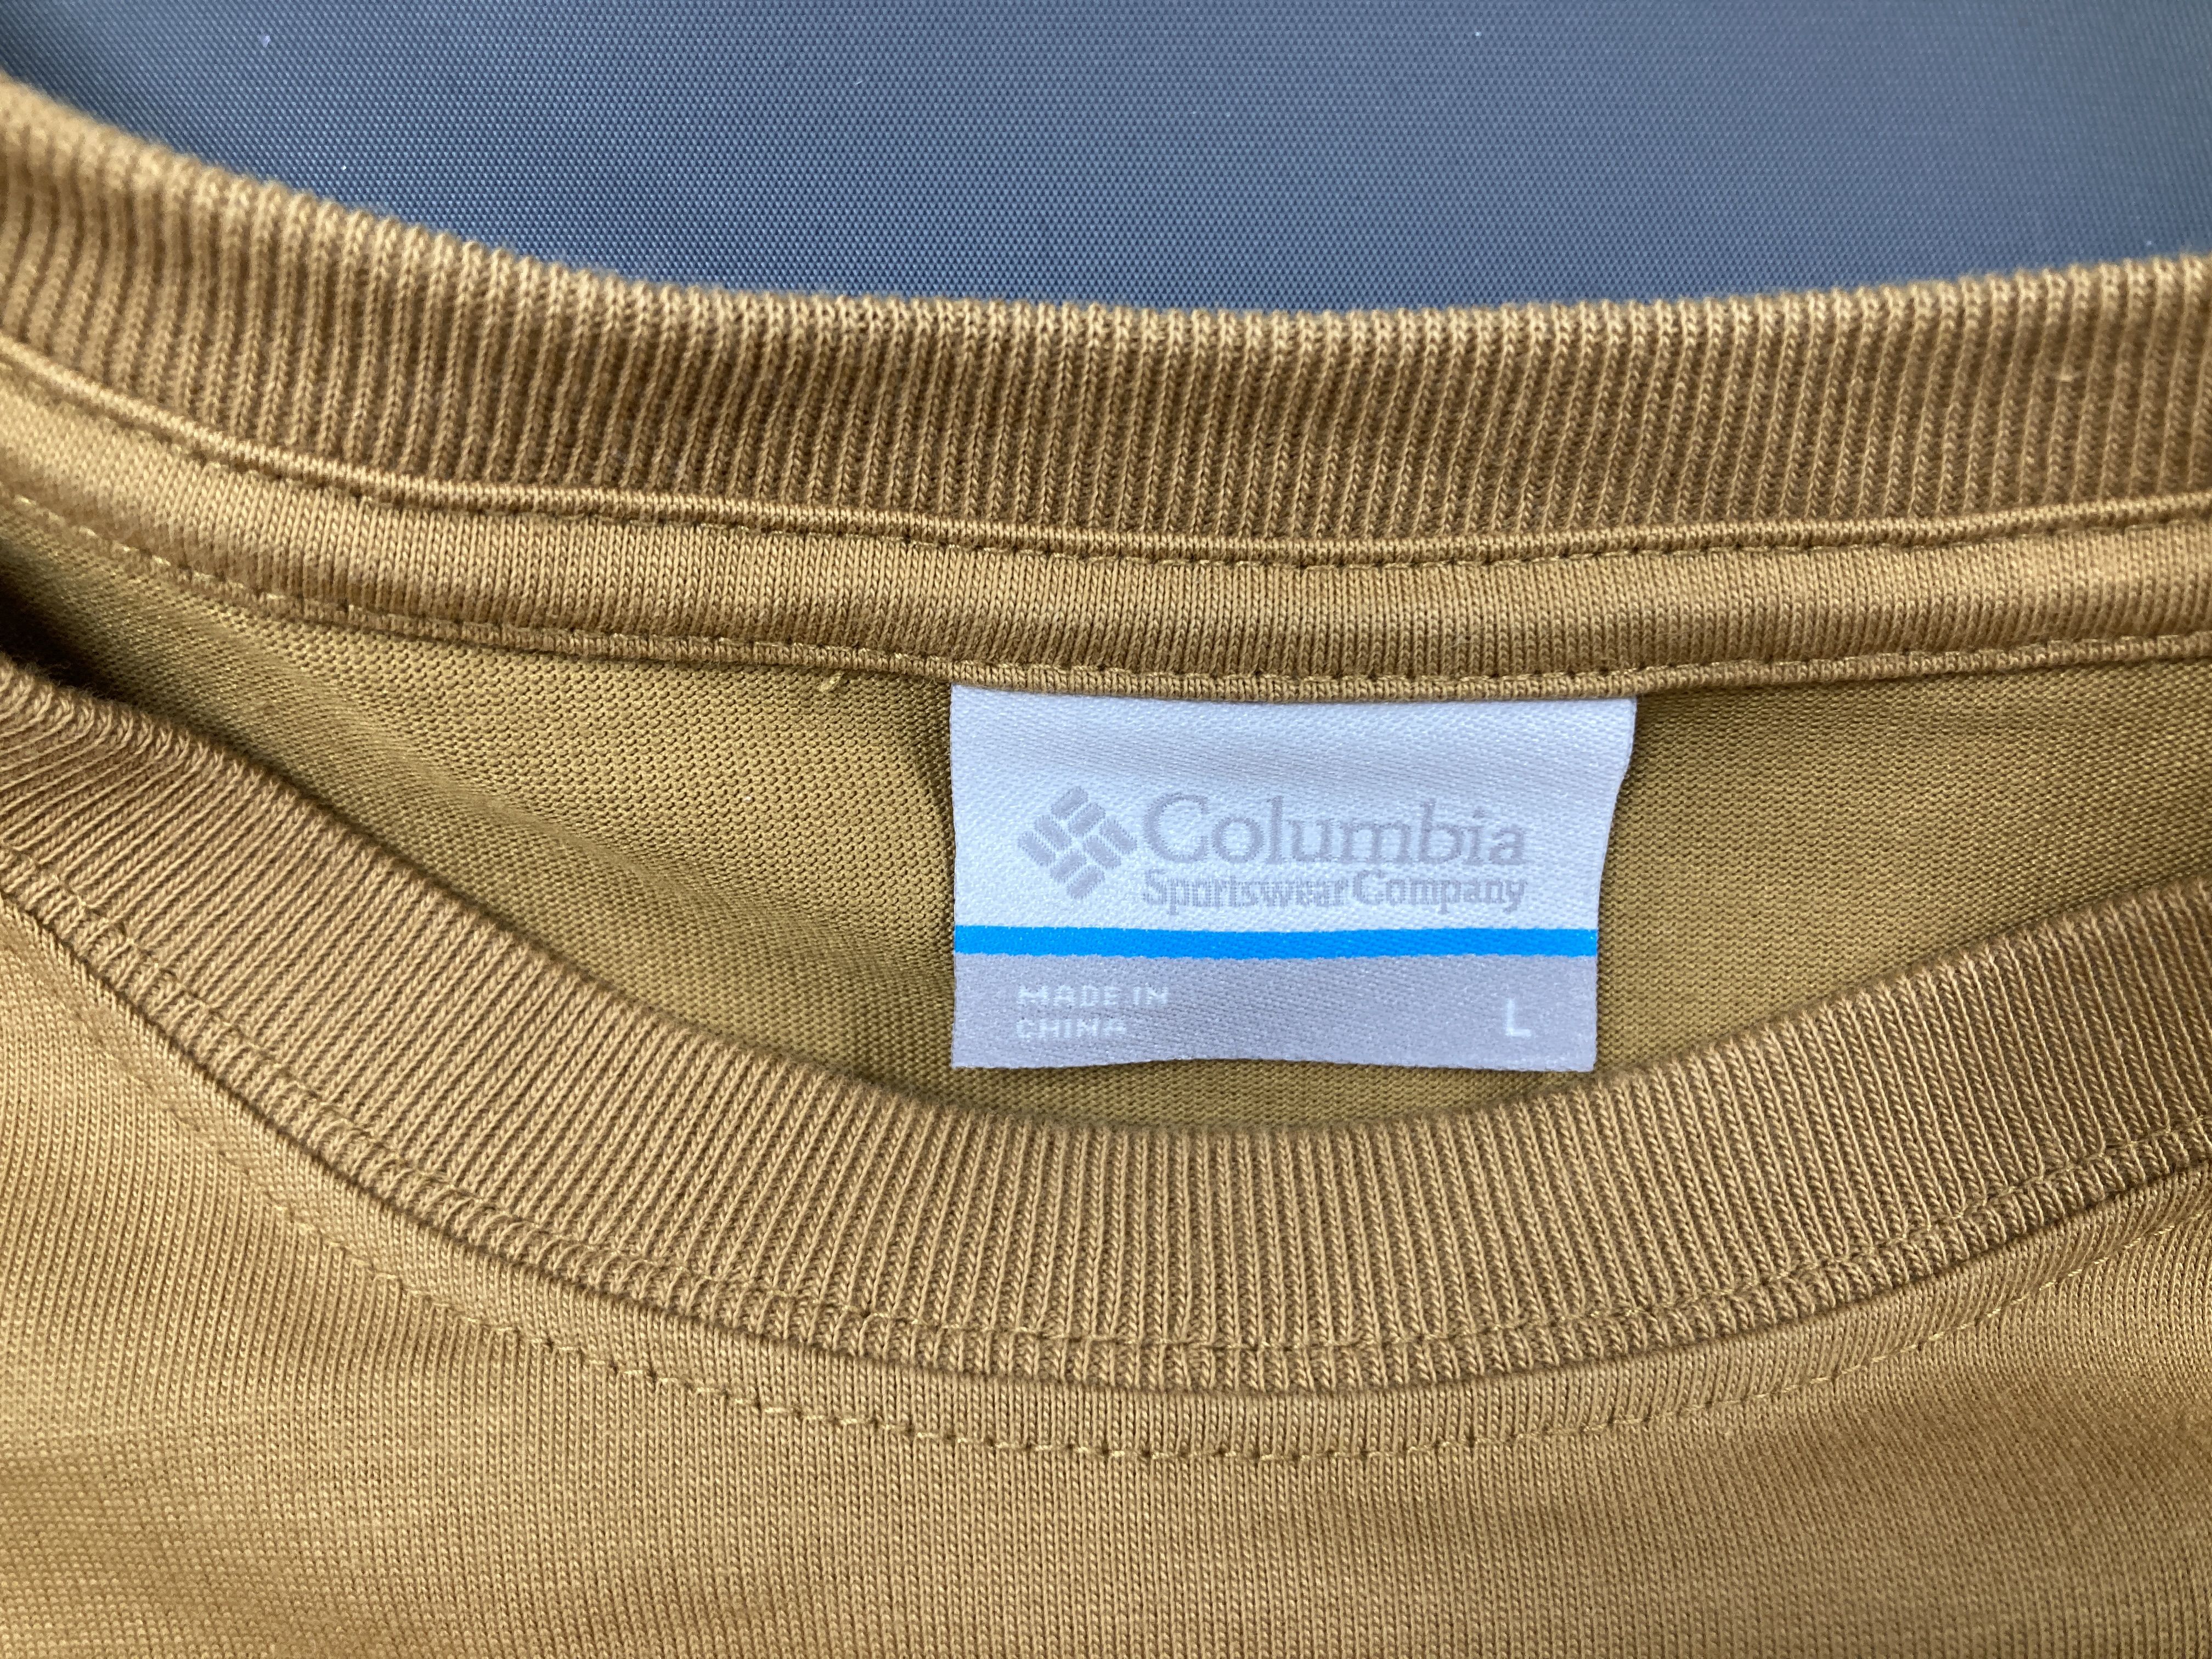 Columbia
Sportswear Company
MADE IN
CHINA
L